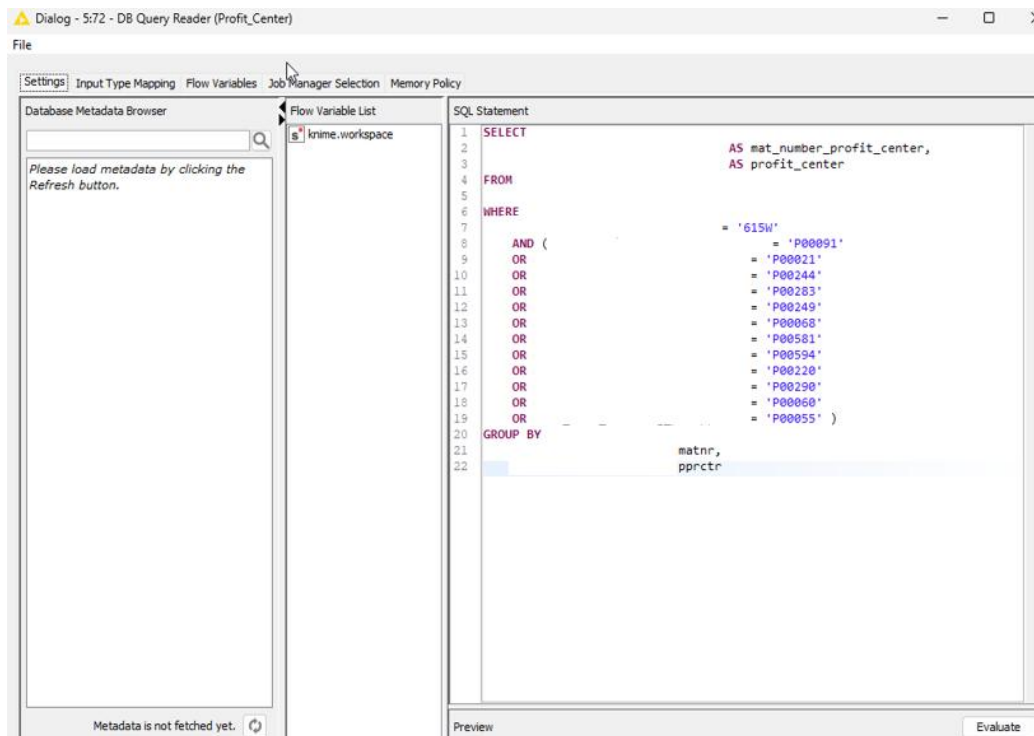 Dialog - 5:72 - DB Query Reader (Profit_Center)
File
Settings Input Type Mapping Flow Variables Job Manager Selection Memory Policy
Database Metadata Browser
Please load metadata by clicking the
Refresh button.
Metadata is not fetched yet.
Flow Variable List
s knime.workspace
SQL Statement
1 SELECT
2 AS mat_number_profit_center,
3 AS profit_center
4 FROM
5
6 WHERE
7 = '615W'
8 AND ( = 'P00091'
9 OR = 'P00021'
10 OR = 'P00244'
11 OR = 'P00283'
12 OR = 'P00249'
13 OR = 'P00068'
14 OR = 'P00581'
15 OR = 'P00594'
16 OR = 'P00220'
17 OR = 'P00290'
18 OR = 'P00060'
19 OR = 'P00055' )
20 GROUP BY
21 matnr,
22 pprctr
Preview
Evaluate